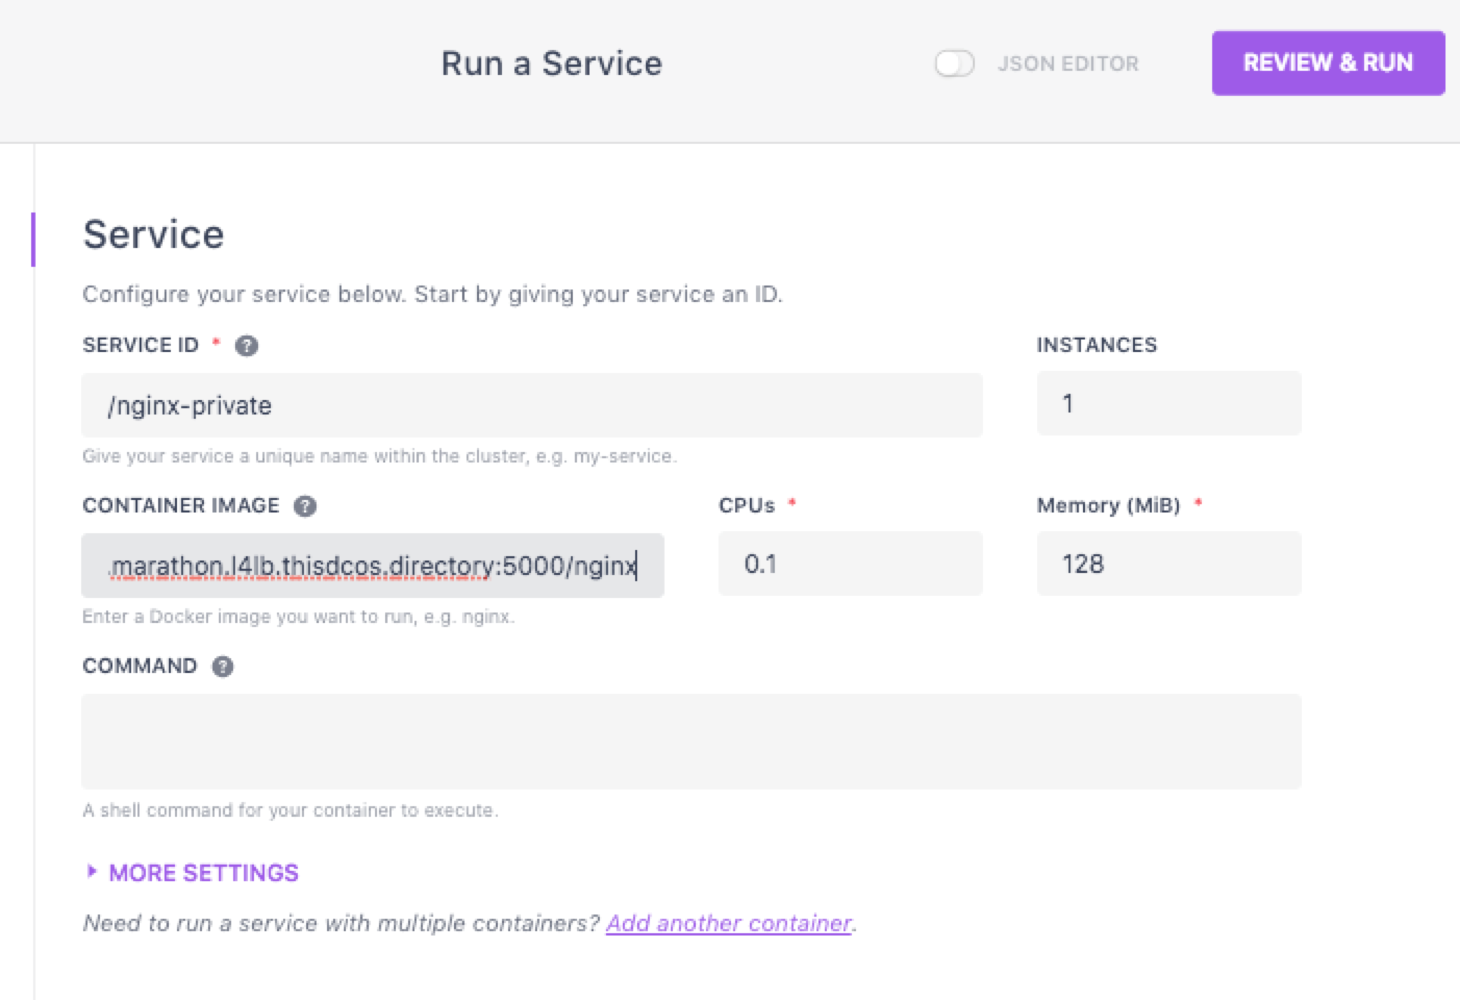 Run a Service
JSON EDITOR
REVIEW & RUN
Service
Configure your service below. Start by giving your service an ID.
SERVICE ID * ?
INSTANCES
/nginx-private
1
Give your service a unique name within the cluster, e.g. my-service.
CONTAINER IMAGE ?
CPUs *
Memory (MiB) *
.marathon.l4lb.thisdcos.directory:5000/nginx
0.1
128
Enter a Docker image you want to run, e.g. nginx.
COMMAND ?
A shell command for your container to execute.
MORE SETTINGS
Need to run a service with multiple containers? Add another container.